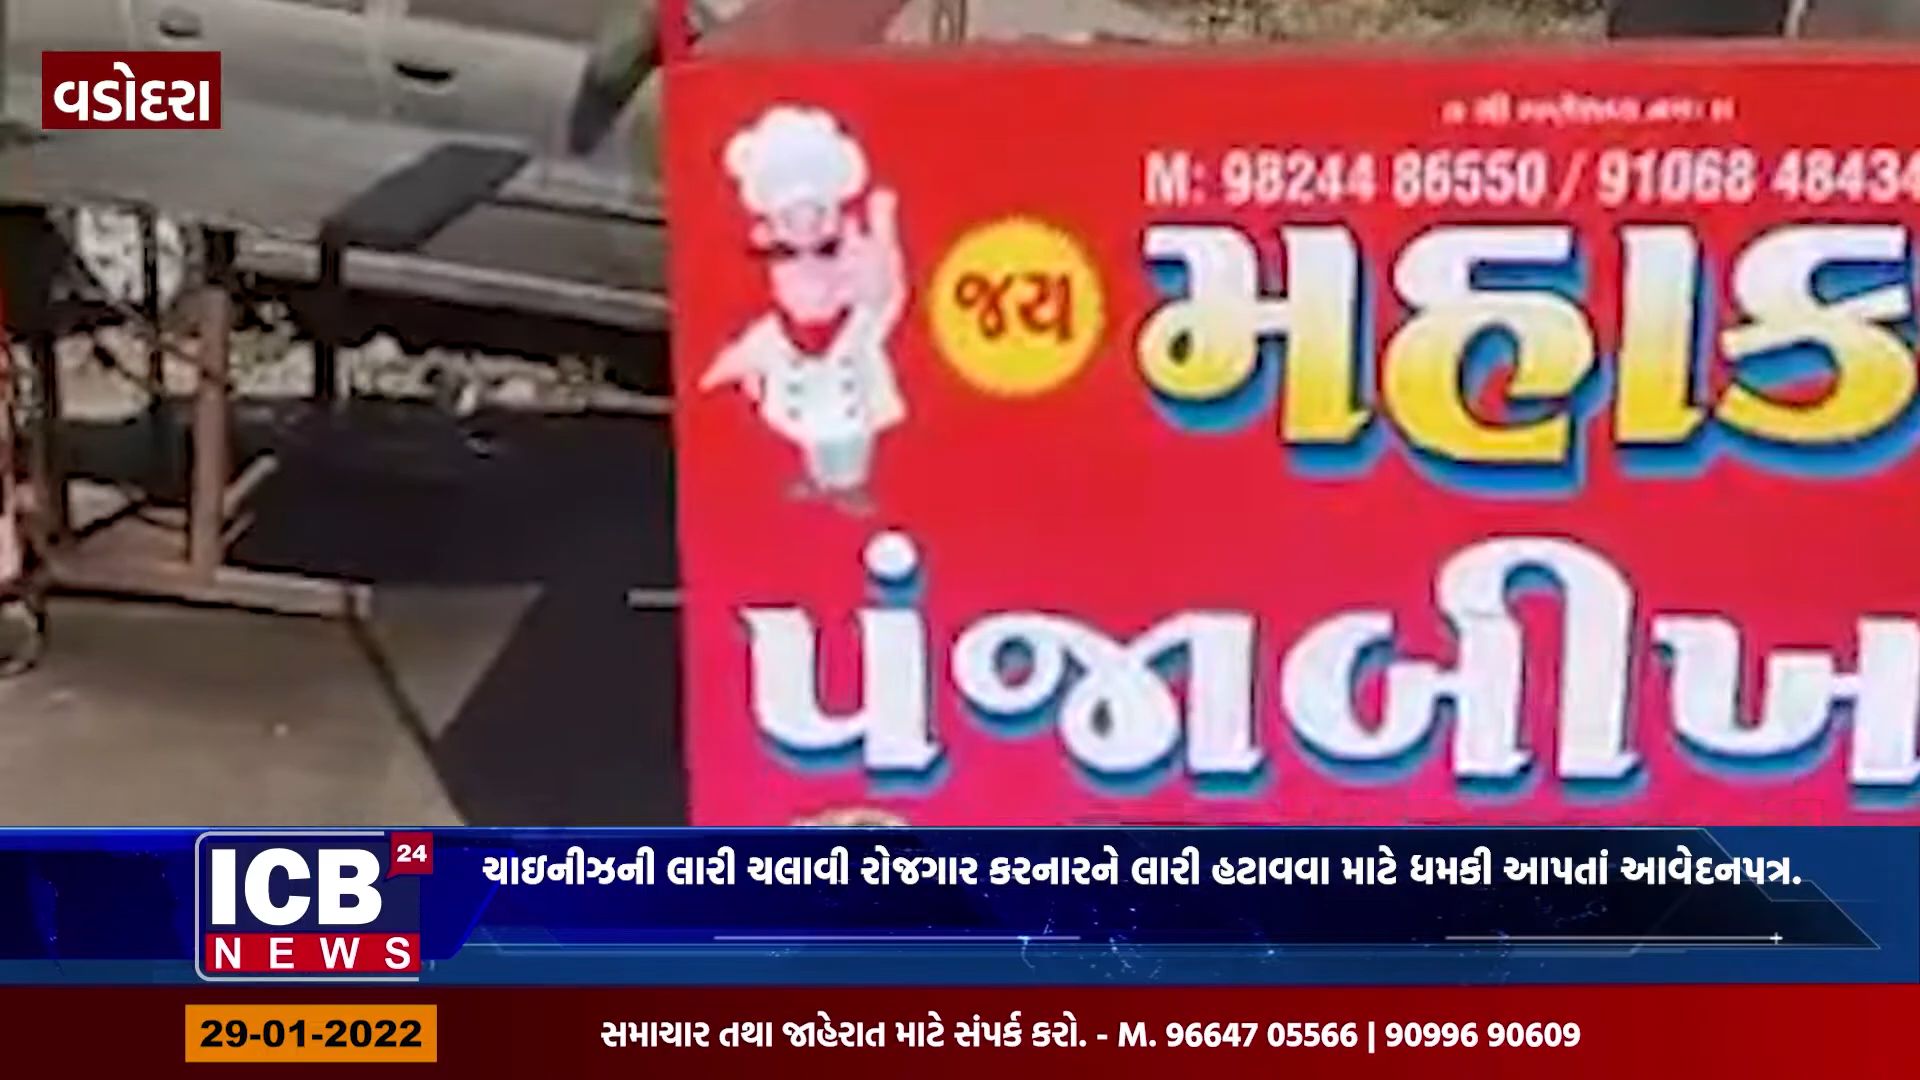 વડોદરા
M: 98244 86550 / 91068 48434
જય
મહાક
પંજાબીખ
ICB 24
NEWS
ચાઇનીઝની લારી ચલાવી રોજગાર કરનારને લારી હટાવવા માટે ધમકી આપતાં આવેદનપત્ર.
29-01-2022
સમાચાર તથા જાહેરાત માટે સંપર્ક કરો. - M. 96647 05566 | 90996 90609